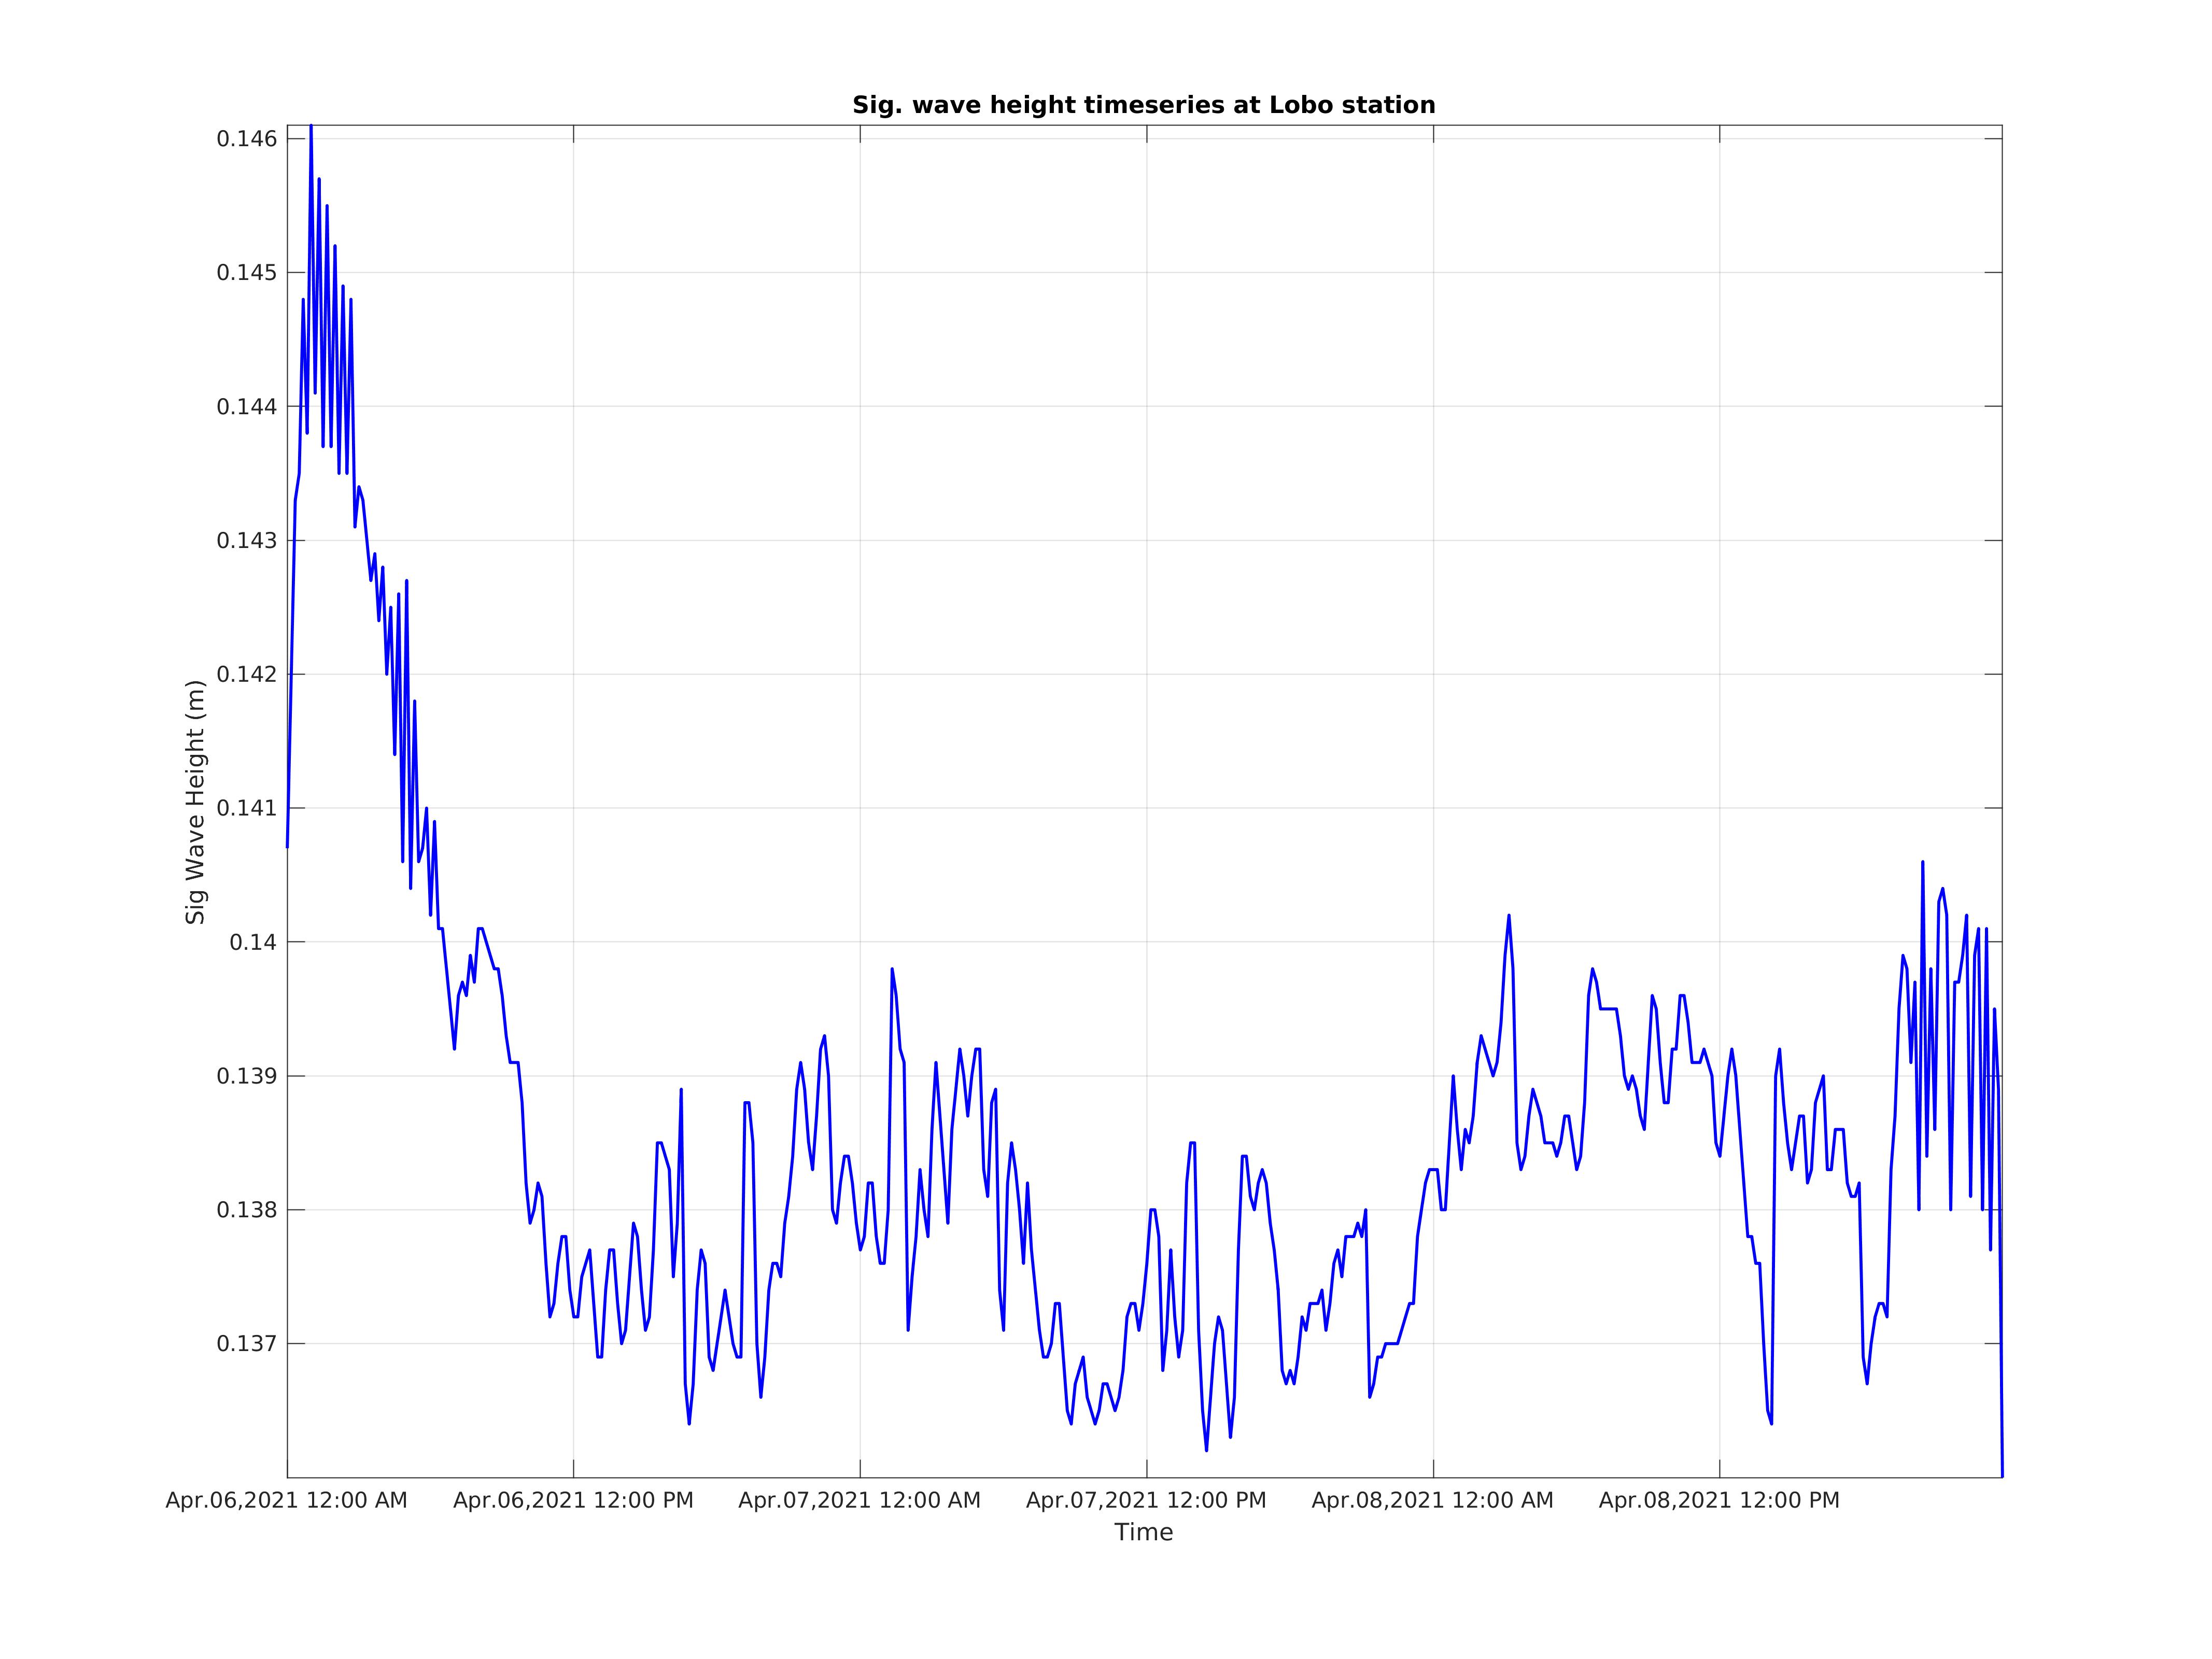 Sig. wave height timeseries at Lobo station
0.146
0.145
0.144
0.143
0.142
0.141
0.14
0.139
0.138
0.137
Sig Wave Height (m)
Apr.06,2021 12:00 AM Apr.06,2021 12:00 PM Apr.07,2021 12:00 AM Apr.07,2021 12:00 PM Apr.08,2021 12:00 AM Apr.08,2021 12:00 PM
Time